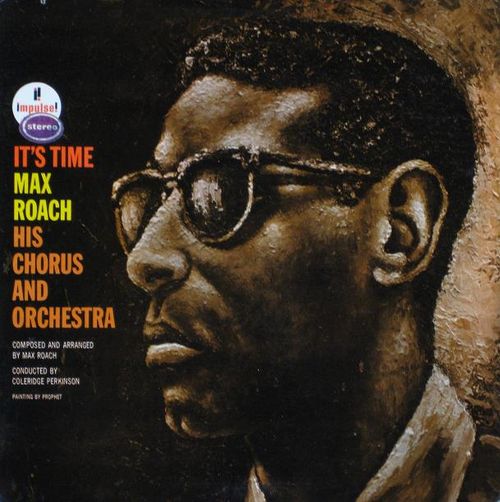 i!
impulse!
stereo
IT'S TIME
MAX
ROACH
HIS
CHORUS
AND
ORCHESTRA
COMPOSED AND ARRANGED
BY MAX ROACH
CONDUCTED BY
COLERIDGE PERKINSON
PAINTING BY PROPHET